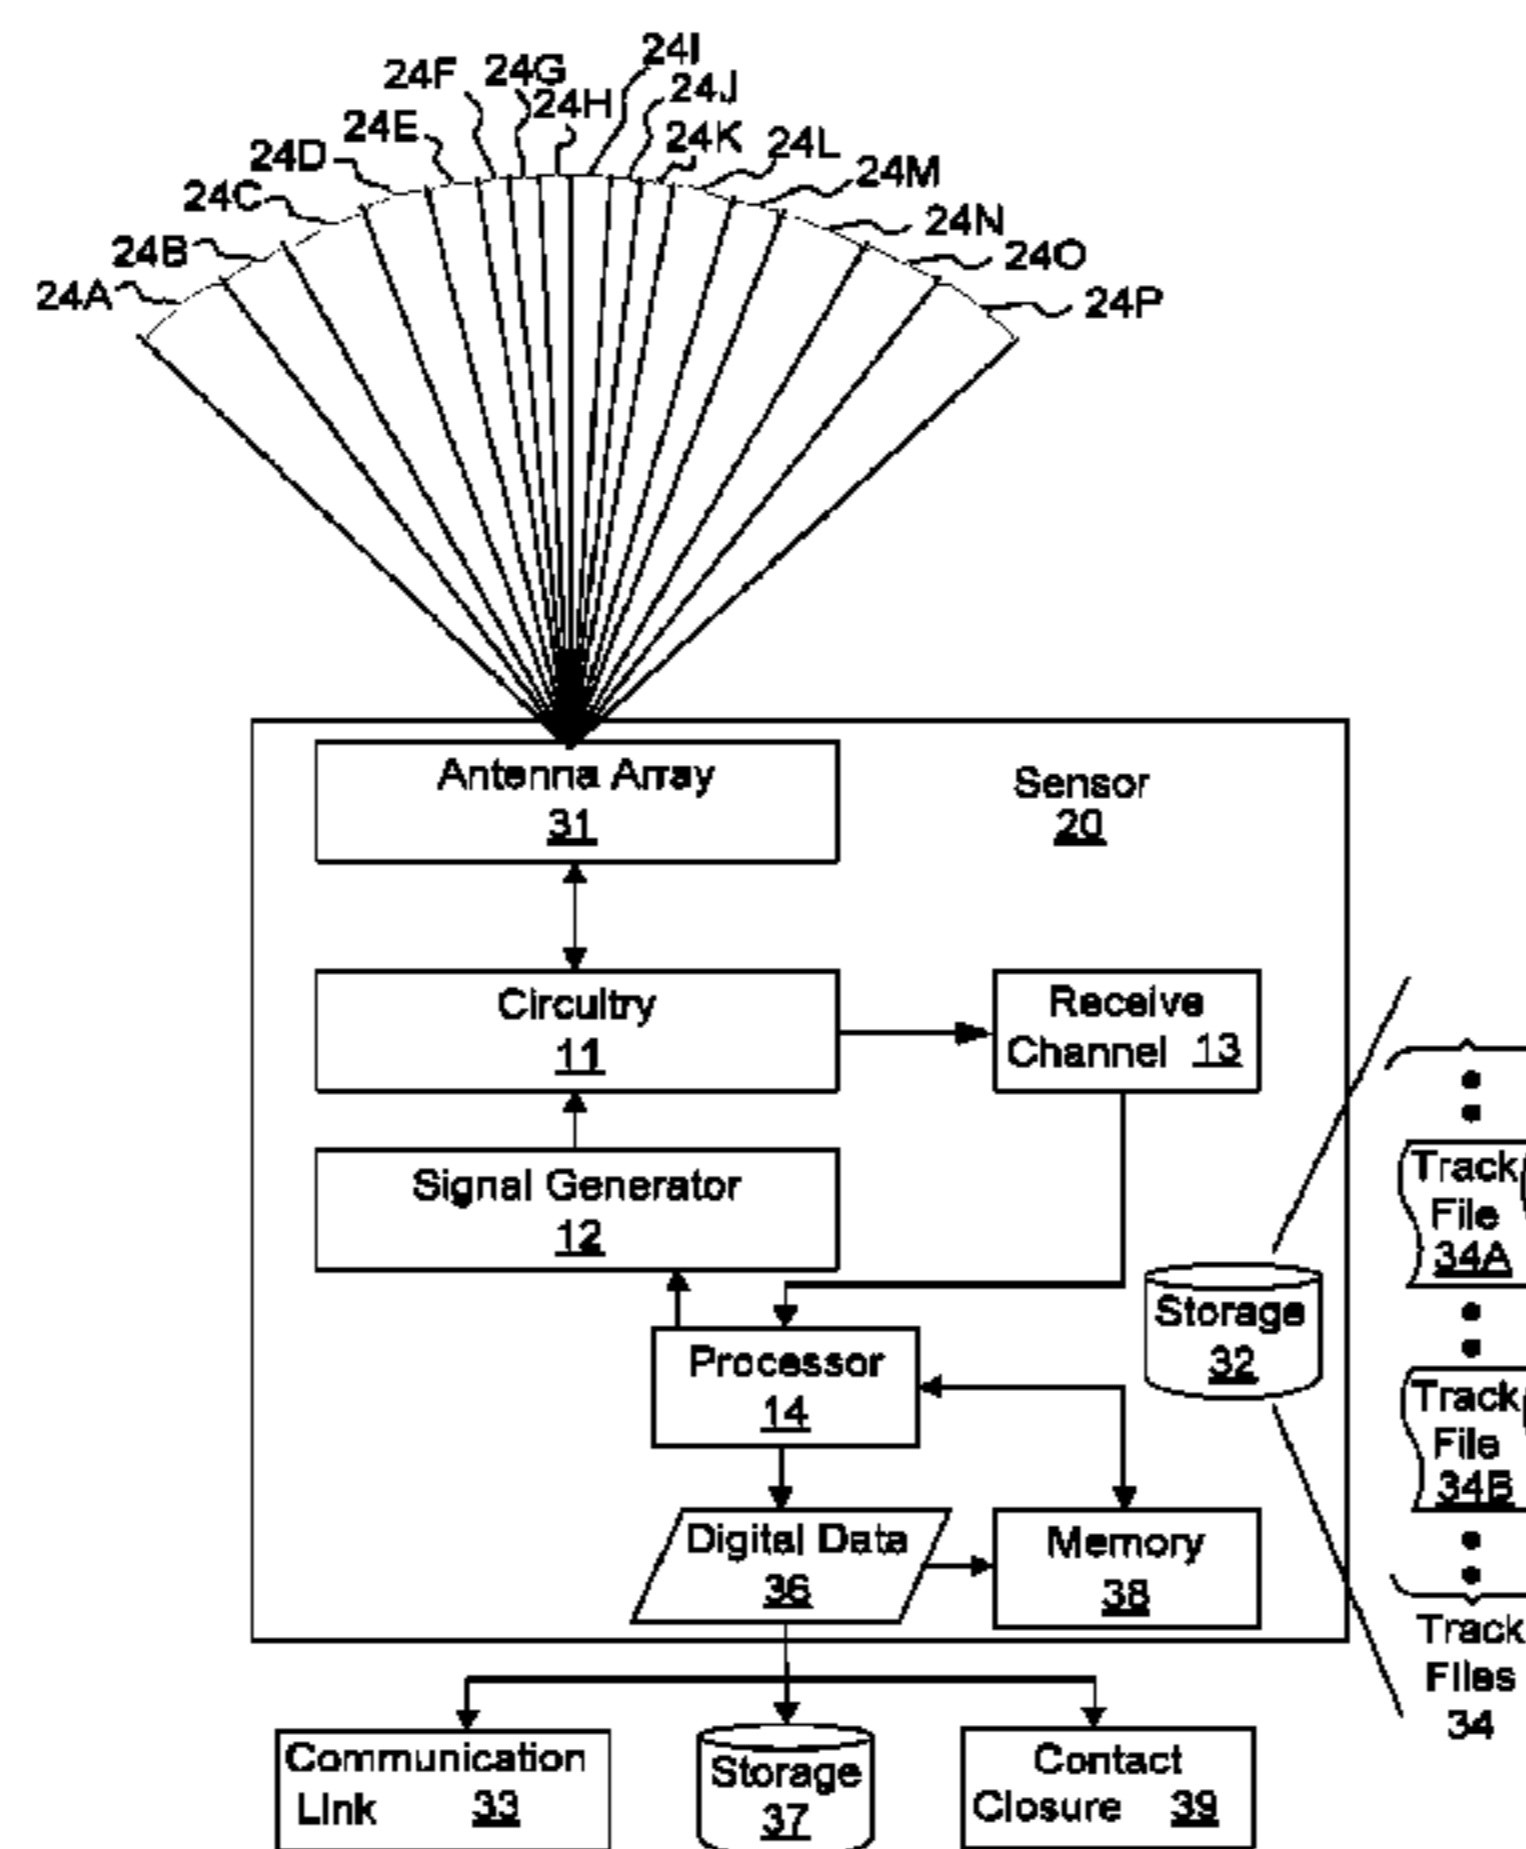 24I
24G
24F
24J
24H
24E
24K
24L
24D
24M
24C
24N
24B
24O
24A
24P
Antenna Array
31
Sensor
20
Circuitry
11
Receive
Channel 13
Signal Generator
12
Track
File
34A
Storage
32
Processor
14
Track
File
34B
Digital Data
36
Memory
38
Track
Files
34
Communication
Link 33
Storage
37
Contact
Closure 39